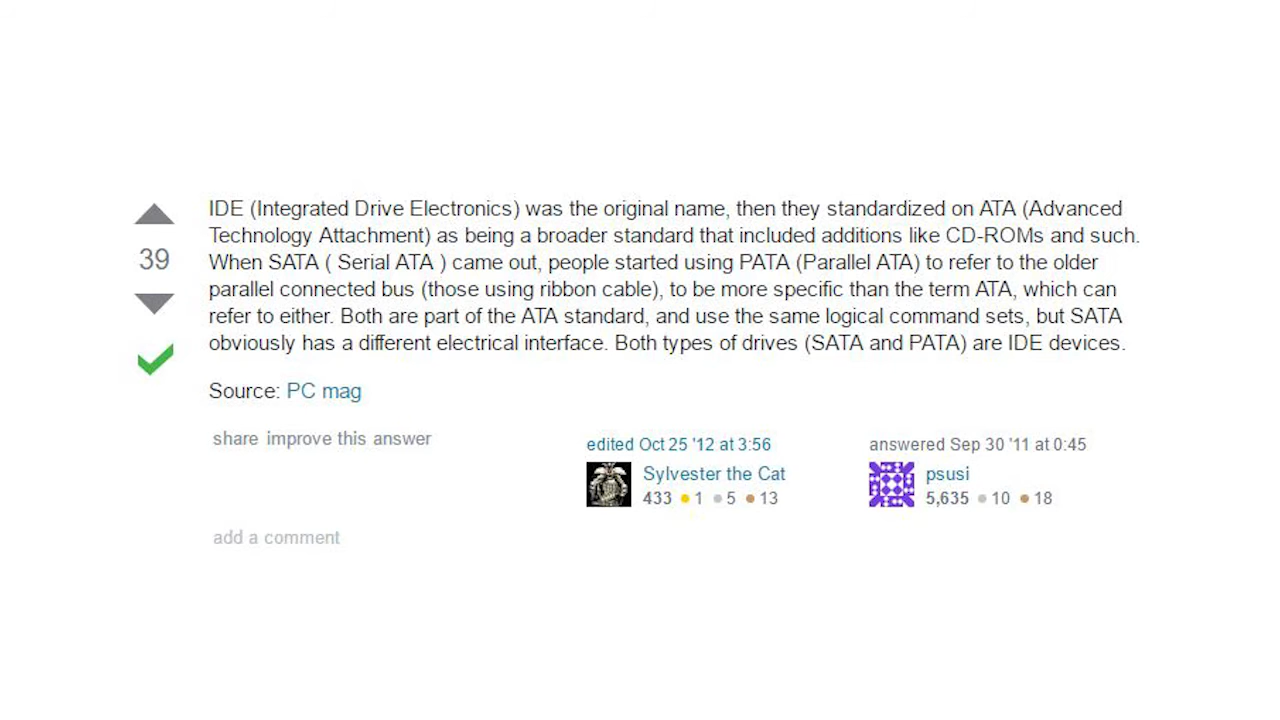 IDE (Integrated Drive Electronics) was the original name, then they standardized on ATA (Advanced
Technology Attachment) as being a broader standard that included additions like CD-ROMs and such.
When SATA ( Serial ATA ) came out, people started using PATA (Parallel ATA) to refer to the older
parallel connected bus (those using ribbon cable), to be more specific than the term ATA, which can
refer to either. Both are part of the ATA standard, and use the same logical command sets, but SATA
obviously has a different electrical interface. Both types of drives (SATA and PATA) are IDE devices.
39
Source: PC mag
share improve this answer
edited Oct 25 '12 at 3:56
Sylvester the Cat
433 1 5 13
answered Sep 30 '11 at 0:45
psusi
5,635 10 18
add a comment